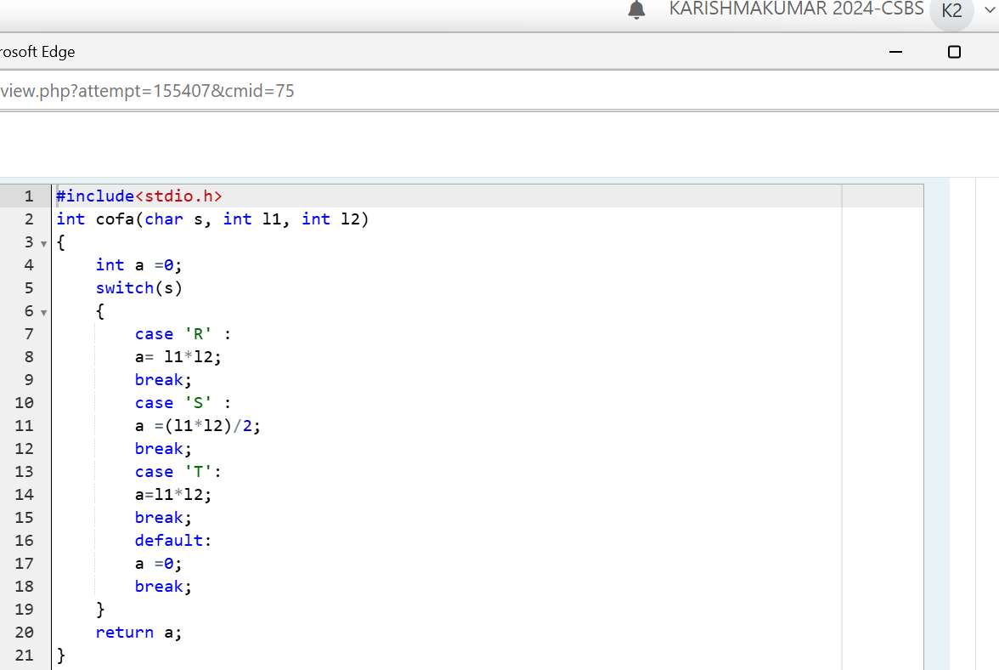 KARISHMAKUMAR 2024-CSBS K2
rosoft Edge
view.php?attempt=155407&cmid=75
1 #include<stdio.h>
2 int cofa(char s, int l1, int l2)
3 {
4 int a =0;
5 switch(s)
6 {
7 case 'R' :
8 a= l1*l2;
9 break;
10 case 'S' :
11 a =(l1*l2)/2;
12 break;
13 case 'T':
14 a=l1*l2;
15 break;
16 default:
17 a =0;
18 break;
19 }
20 return a;
21 }